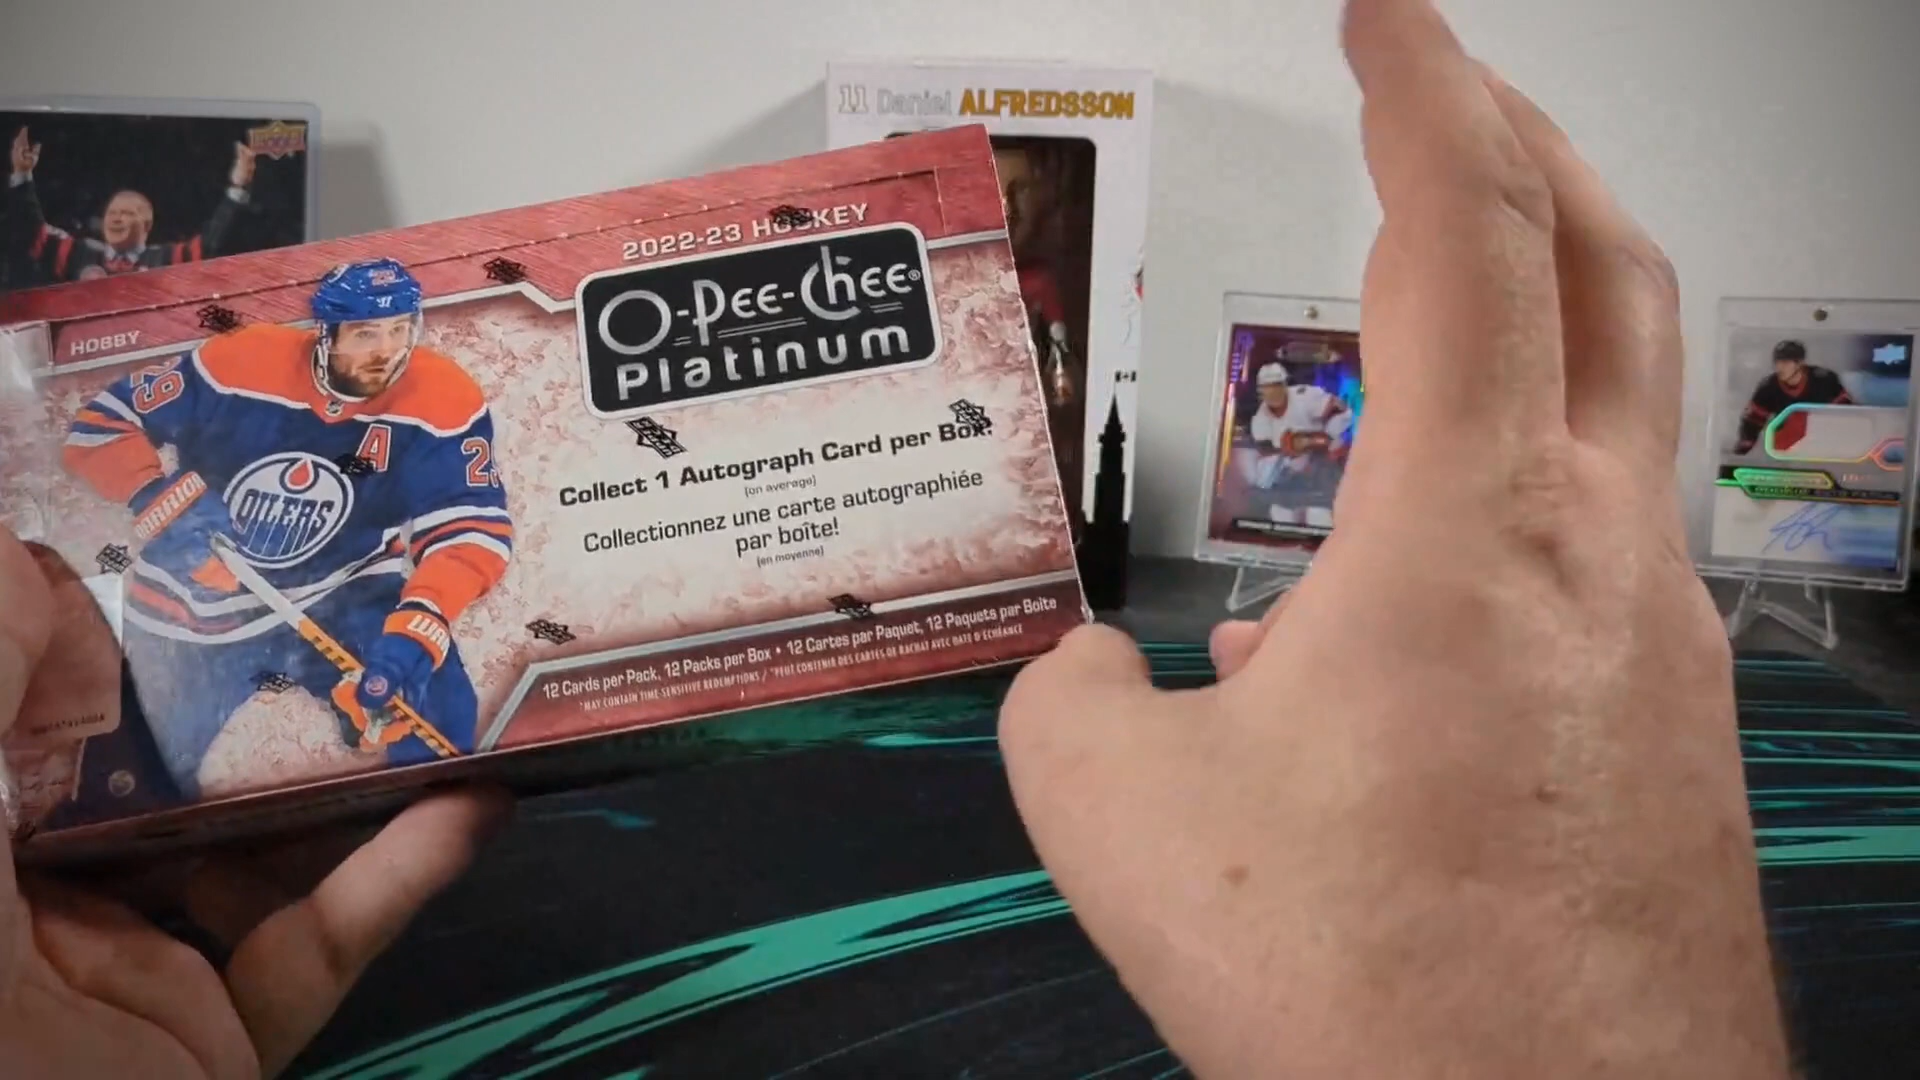 11 Daniel ALFREDSSON
2022-23 HOCKEY
O-Pee-Chee®
Platinum
HOBBY
29
A
2
OILERS
WARRIOR
WAR
Collect 1 Autograph Card per Box!
(on average)
Collectionnez une carte autographiée
par boîte!
(en moyenne)
12 Cards per Pack, 12 Packs per Box • 12 Cartes par Paquet, 12 Paquets par Boîte
*MAY CONTAIN TIME-SENSITIVE REDEMPTIONS / *PEUT CONTENIR DES CARTES DE RACHAT AVEC DATE D'ÉCHÉANCE